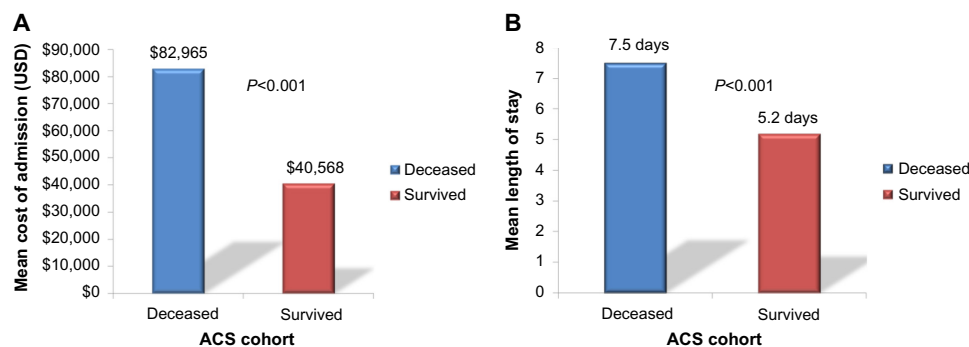 A
Mean cost of admission (USD)
$90,000
$80,000
$70,000
$60,000
$50,000
$40,000
$30,000
$20,000
$10,000
$0
$82,965
P<0.001
$40,568
Deceased
Survived
Deceased
Survived
ACS cohort
B
Mean length of stay
8
7
6
5
4
3
2
1
0
7.5 days
P<0.001
5.2 days
Deceased
Survived
Deceased
Survived
ACS cohort